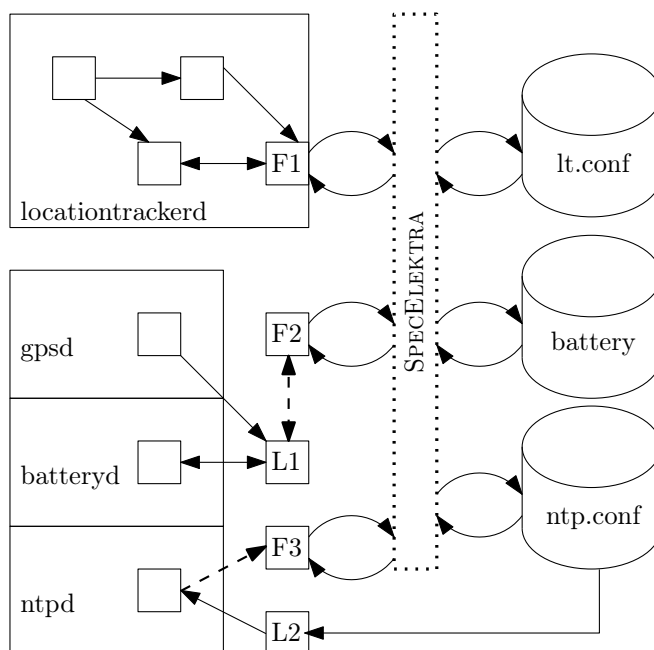 F1
lt.conf
locationtrackerd
SPECELEKTRA
gpsd
F2
battery
batteryd
L1
ntp.conf
F3
ntpd
L2